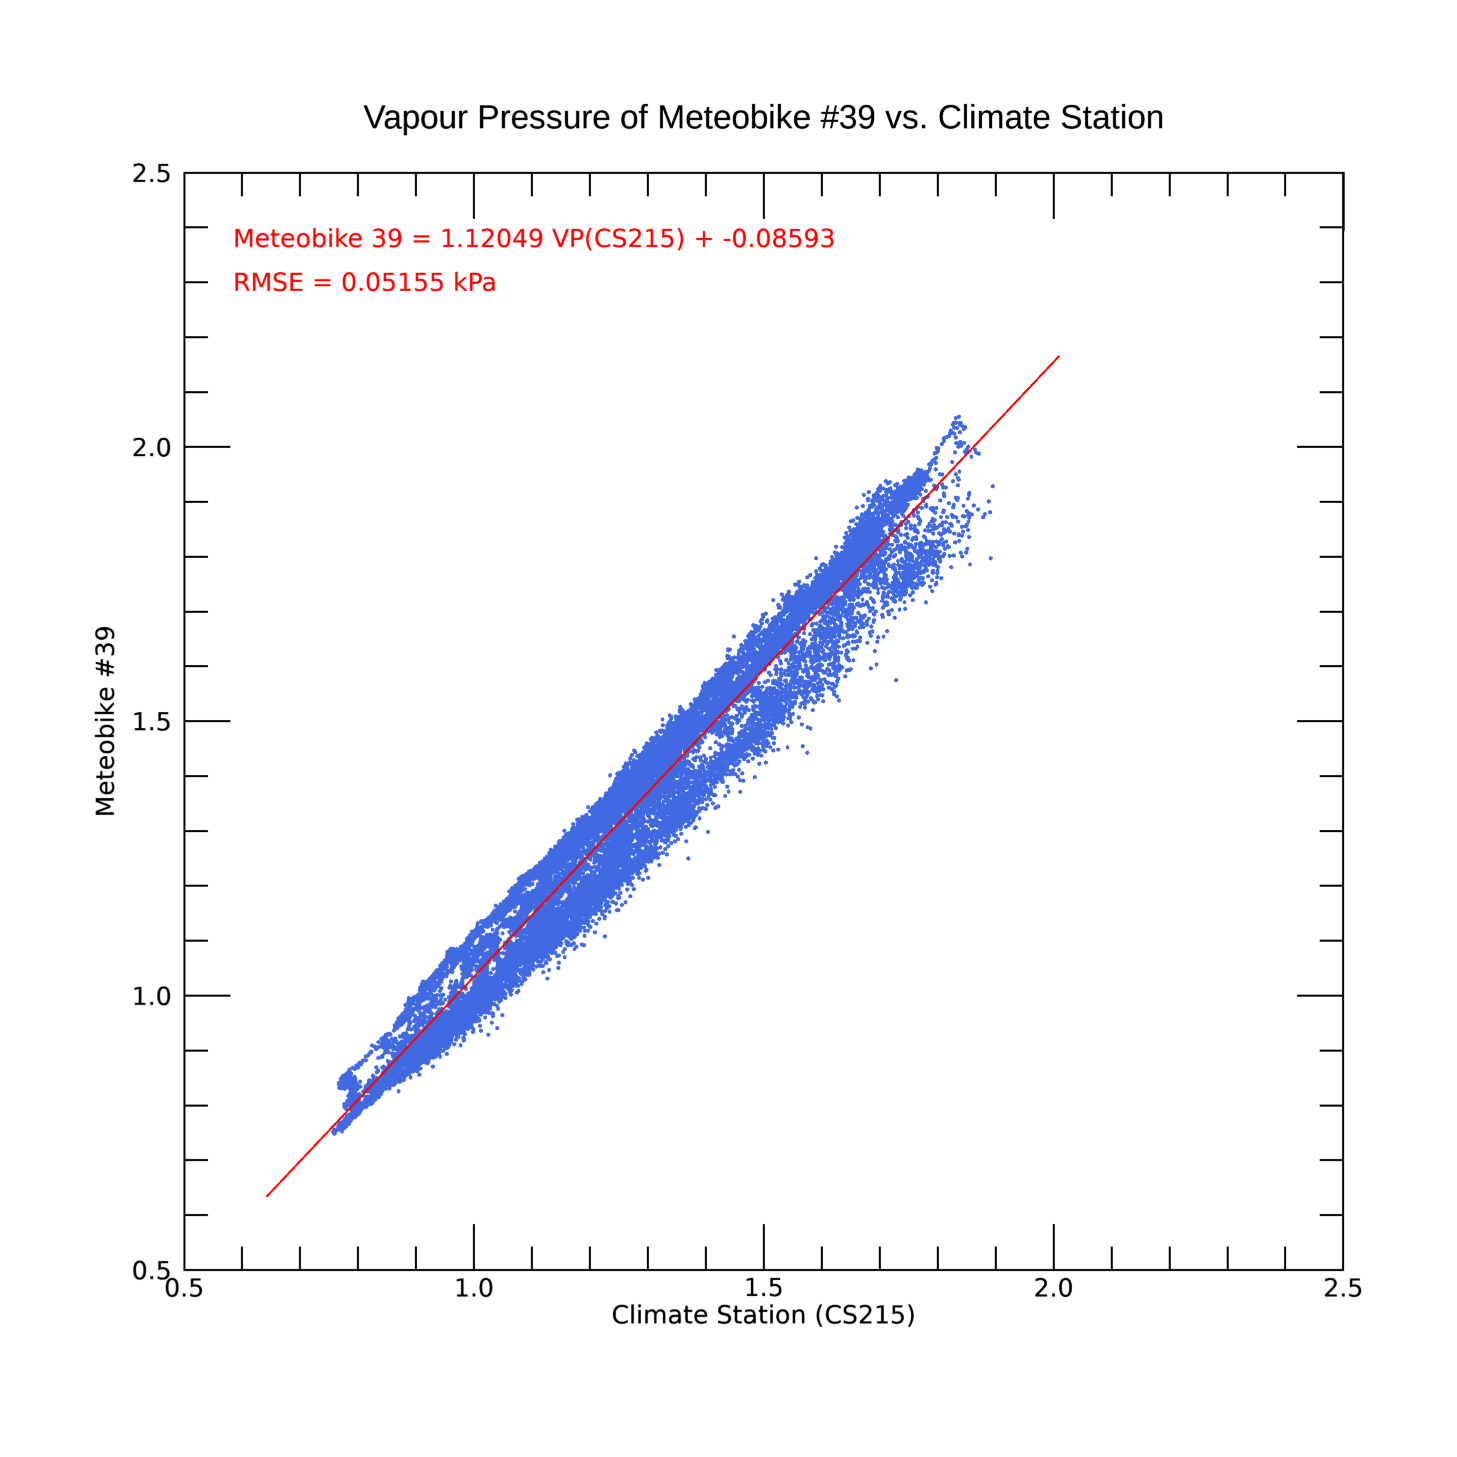 Vapour Pressure of Meteobike #39 vs. Climate Station
2.5
Meteobike 39 = 1.12049 VP(CS215) + -0.08593
RMSE = 0.05155 kPa
2.0
Meteobike #39
1.5
1.0
0.5
0.5 1.0 1.5 2.0 2.5
Climate Station (CS215)